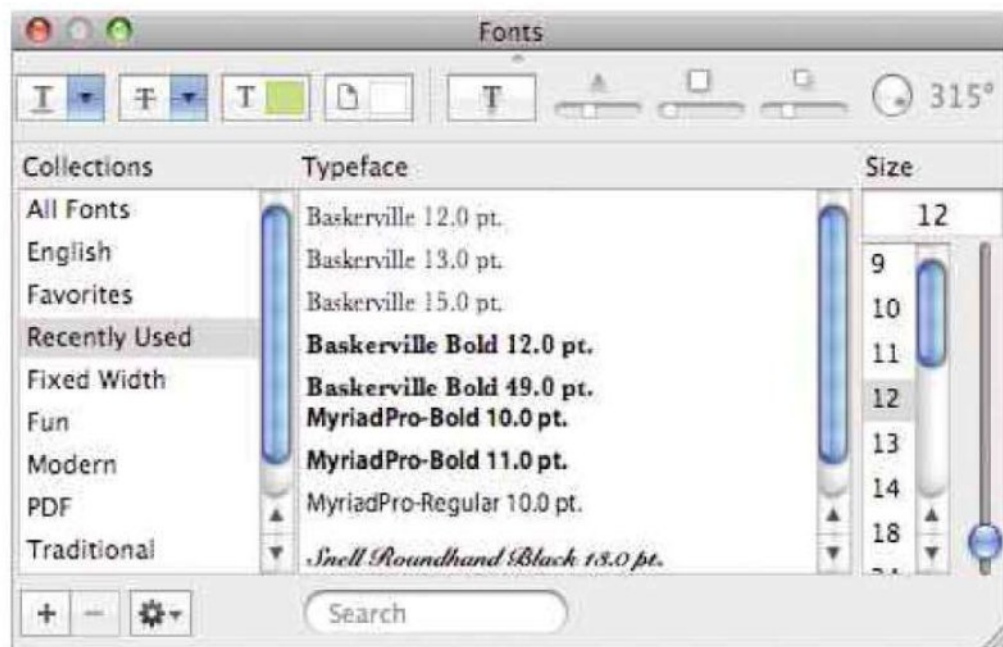 Fonts
T T T T 315°
Collections Typeface Size
All Fonts
English
Favorites
Recently Used
Fixed Width
Fun
Modern
PDF
Traditional
Baskerville 12.0 pt.
Baskerville 13.0 pt.
Baskerville 15.0 pt.
Baskerville Bold 12.0 pt.
Baskerville Bold 49.0 pt.
MyriadPro-Bold 10.0 pt.
MyriadPro-Bold 11.0 pt.
MyriadPro-Regular 10.0 pt.
Snell Roundhand Black 13.0 pt.
12
9
10
11
12
13
14
18
Search